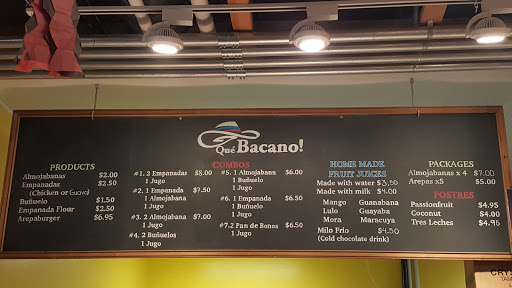 Qué Bacano!
PRODUCTS
Almojabanas $2.00
Empanadas $2.50
(Chicken or Guava)
Buñuelo $1.50
Empanada Flour $2.50
Arepaburger $6.95
COMBOS
#1. 2 Empanadas $6.00
1 Jugo
#2. 1 Empanada $7.50
1 Almojabana
1 Jugo
#3. 2 Almojabana $7.00
1 Jugo
#4. 2 Buñuelos
1 Jugo
#5. 1 Almojabana $6.00
1 Buñuelo
1 Jugo
#6. 1 Empanada $6.50
1 Buñuelo
1 Jugo
#7. 2 Pan de Bonos $6.50
1 Jugo
HOME MADE
FRUIT JUICES
Made with water $3.50
Made with milk $4.00
Mango Guanabana
Lulo Guayaba
Mora Maracuya
Milo Frio $4.50
(Cold chocolate drink)
PACKAGES
Almojabanas x 4 $7.00
Arepas x5 $5.00
POSTRES
Passionfruit $4.95
Coconut $4.00
Tres Leches $4.95